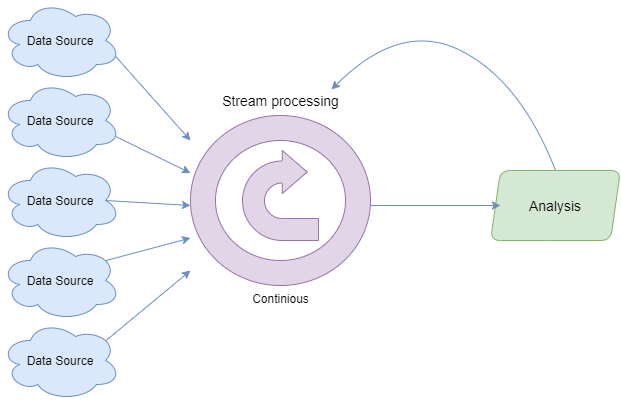 Data Source
Data Source
Data Source
Data Source
Data Source
Stream processing
Continious
Analysis